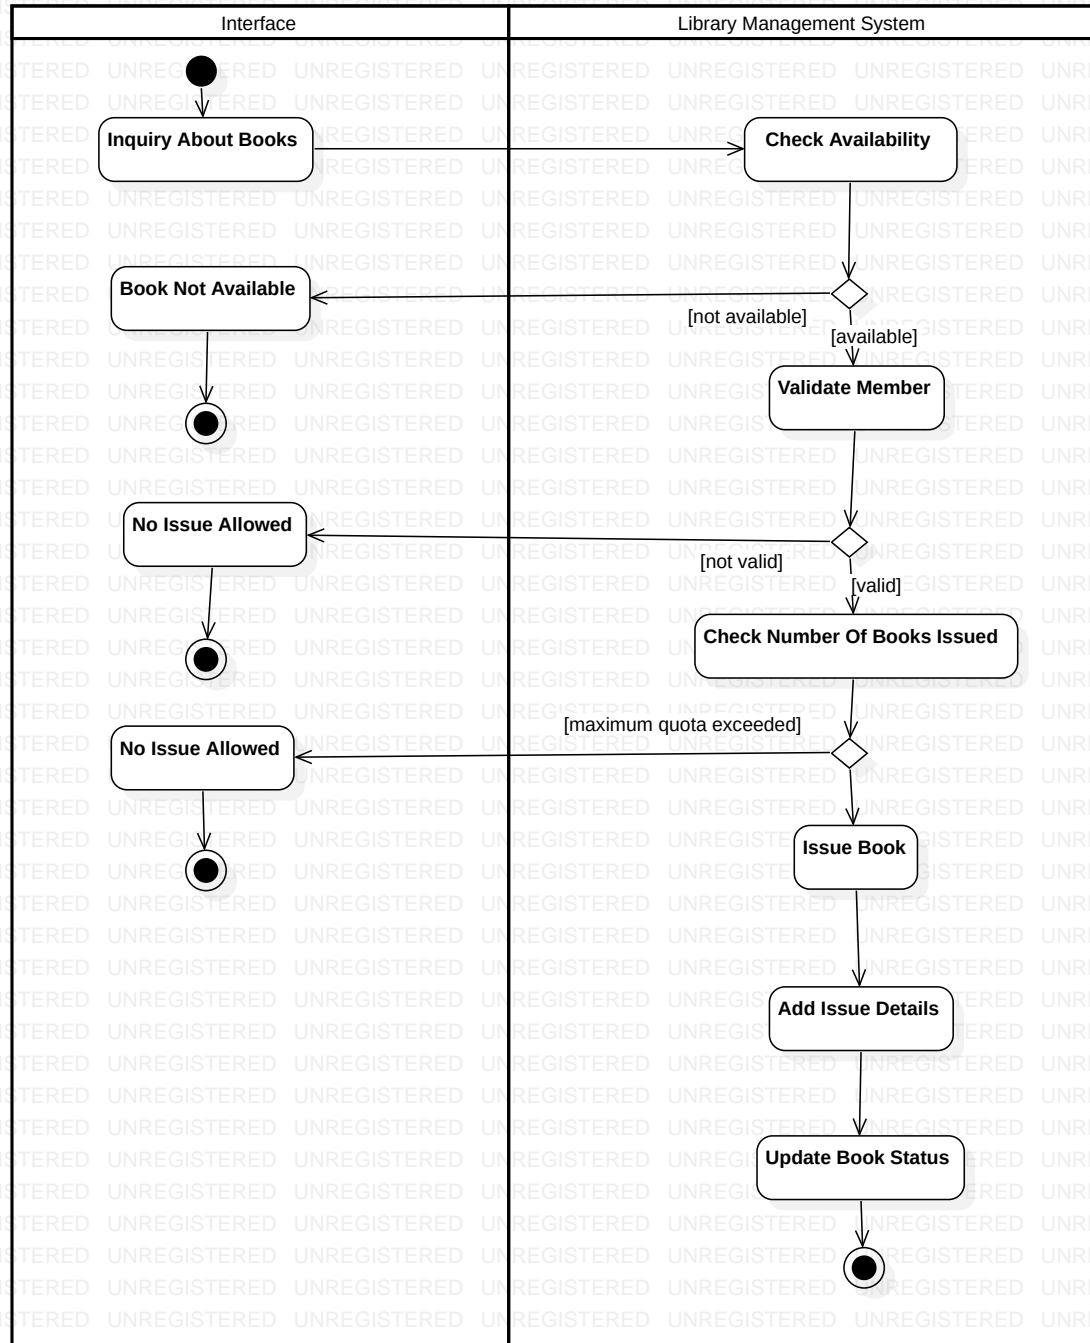 Interface
Library Management System
Inquiry About Books
Check Availability
Book Not Available
[not available]
[available]
Validate Member
No Issue Allowed
[not valid]
[valid]
Check Number Of Books Issued
[maximum quota exceeded]
No Issue Allowed
Issue Book
Add Issue Details
Update Book Status
UNREGISTERED